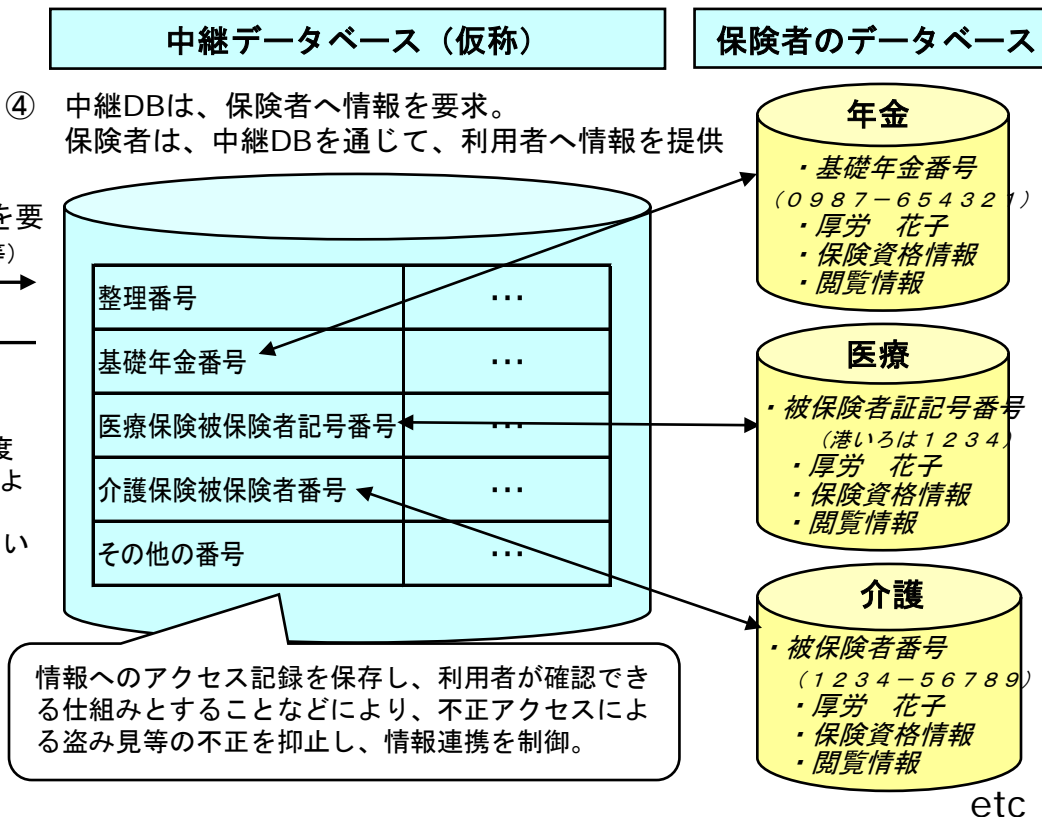 中継データベース（仮称）
保険者のデータベース
④ 中継DBは、保険者へ情報を要求。
保険者は、中継DBを通じて、利用者へ情報を提供
を要
等）
度
よ
い
整理番号 …
基礎年金番号 …
医療保険被保険者記号番号 …
介護保険被保険者番号 …
その他の番号 …
情報へのアクセス記録を保存し、利用者が確認でき
る仕組みとすることなどにより、不正アクセスによ
る盗み見等の不正を抑止し、情報連携を制御。
年金
・基礎年金番号
（０９８７－６５４３２１）
・厚労　花子
・保険資格情報
・閲覧情報
医療
・被保険者証記号番号
（港いろは１２３４）
・厚労　花子
・保険資格情報
・閲覧情報
介護
・被保険者番号
（１２３４－５６７８９）
・厚労　花子
・保険資格情報
・閲覧情報
etc